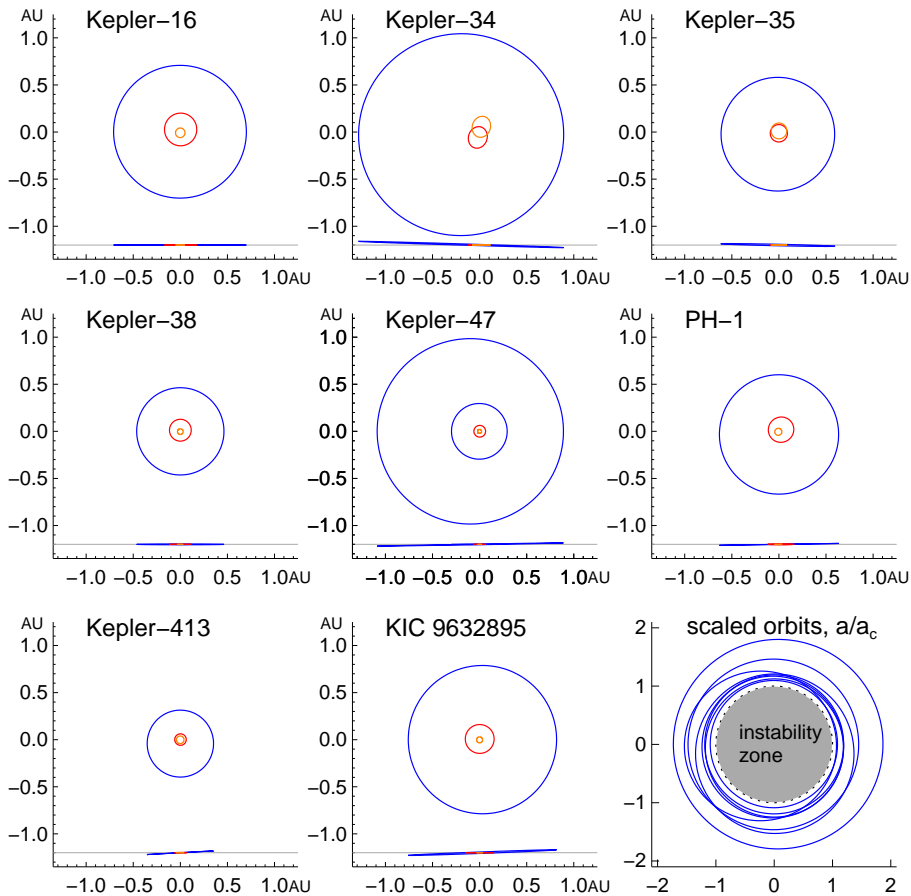 AU Kepler−16
1.0
0.5
0.0
−0.5
−1.0
−1.0 −0.5 0.0 0.5 1.0AU
AU Kepler−34
1.0
0.5
0.0
−0.5
−1.0
−1.0 −0.5 0.0 0.5 1.0AU
AU Kepler−35
1.0
0.5
0.0
−0.5
−1.0
−1.0 −0.5 0.0 0.5 1.0AU
AU Kepler−38
1.0
0.5
0.0
−0.5
−1.0
−1.0 −0.5 0.0 0.5 1.0AU
AU Kepler−47
1.0
0.5
0.0
−0.5
−1.0
−1.0 −0.5 0.0 0.5 1.0AU
AU PH−1
1.0
0.5
0.0
−0.5
−1.0
−1.0 −0.5 0.0 0.5 1.0AU
AU Kepler−413
1.0
0.5
0.0
−0.5
−1.0
−1.0 −0.5 0.0 0.5 1.0AU
AU KIC 9632895
1.0
0.5
0.0
−0.5
−1.0
−1.0 −0.5 0.0 0.5 1.0AU
scaled orbits, a/a_c
2
1
0
−1
−2
instability
zone
−2 −1 0 1 2